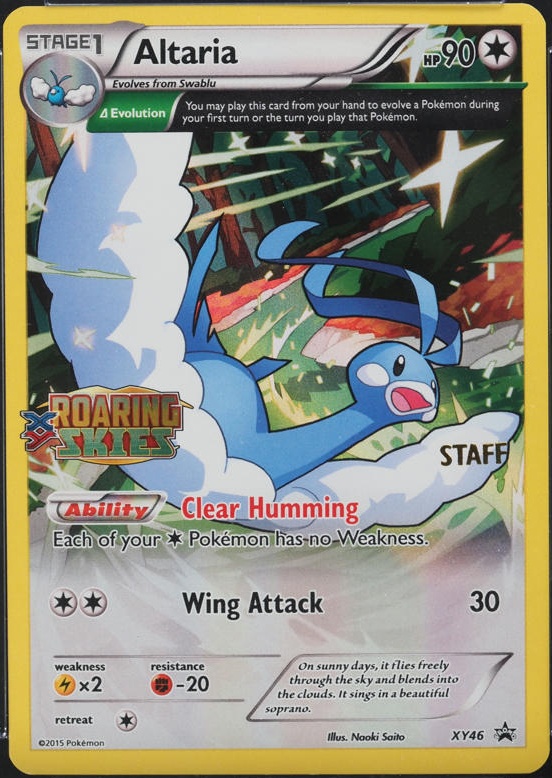 STAGE1
Altaria
HP90
Evolves from Swablu
Δ Evolution
You may play this card from your hand to evolve a Pokémon during
your first turn or the turn you play that Pokémon.
XY
ROARING
SKIES
STAFF
Ability Clear Humming
Each of your Pokémon has no Weakness.
Wing Attack 30
weakness
×2
resistance
-20
retreat
On sunny days, it flies freely
through the sky and blends into
the clouds. It sings in a beautiful
soprano.
©2015 Pokémon
Illus. Naoki Saito
XY46